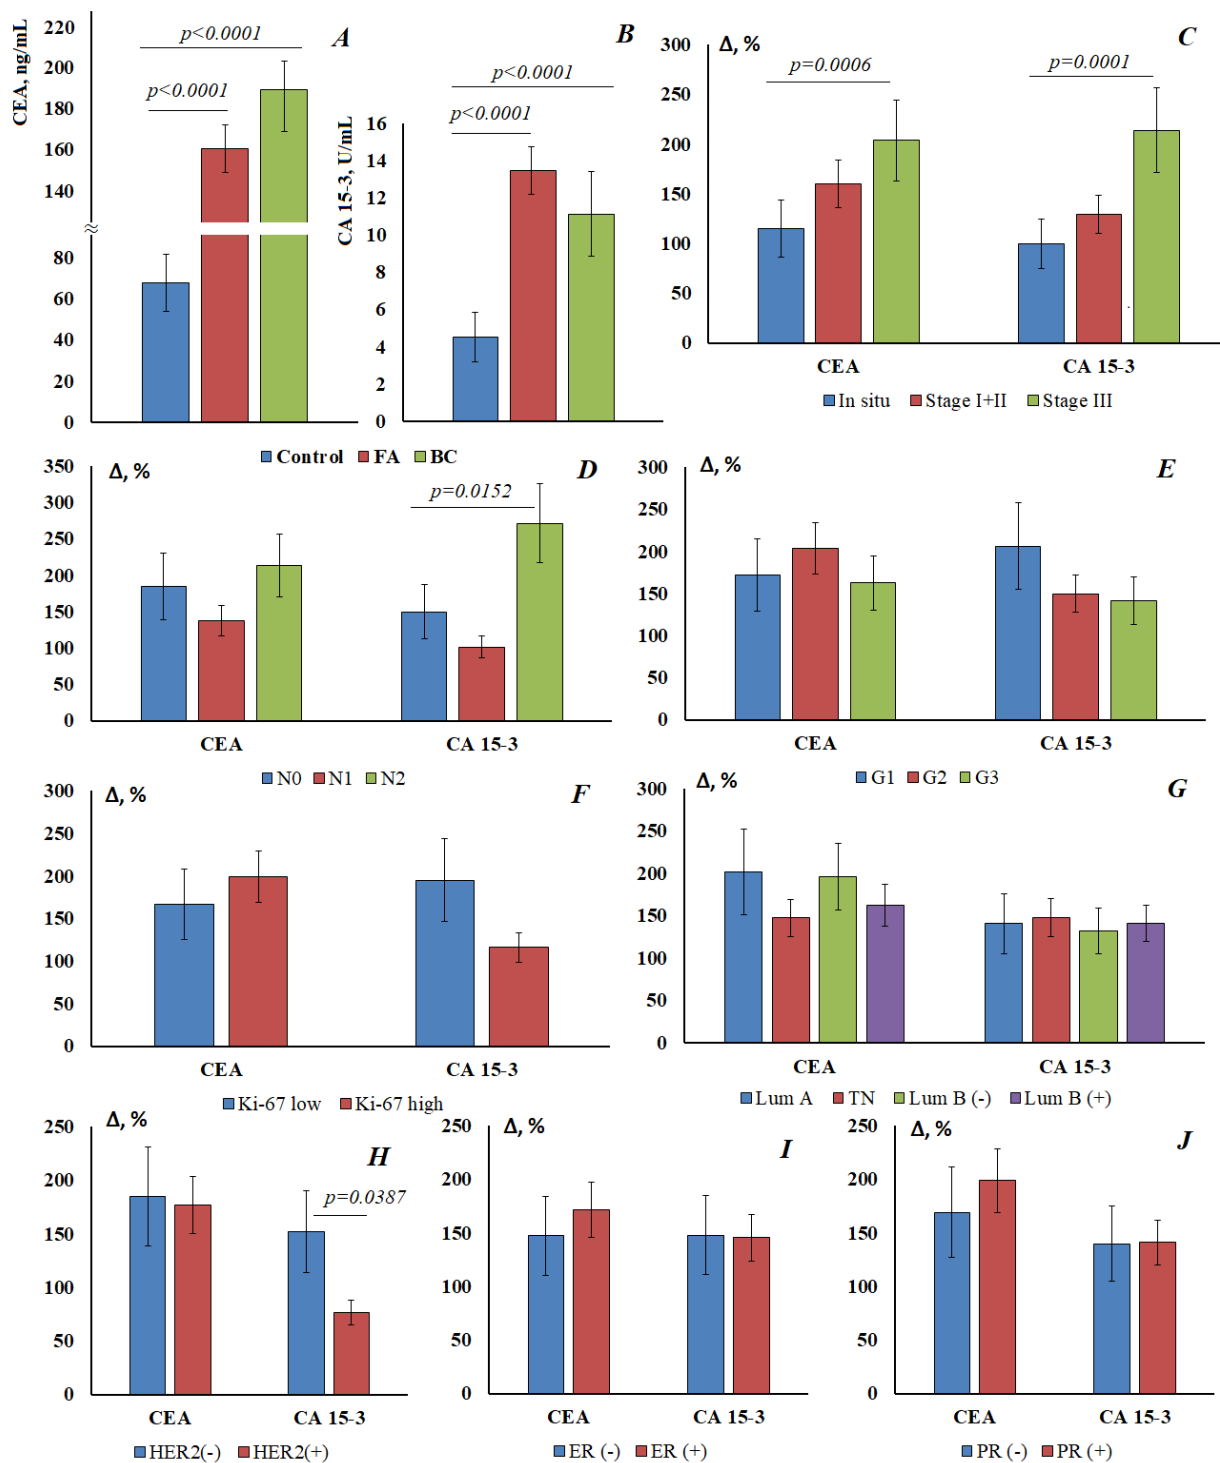 A
CEA, ng/mL
220
200
180
160
140
80
60
40
20
0
p<0.0001
p<0.0001
B
CA 15-3, U/mL
16
14
12
10
8
6
4
2
0
p<0.0001
p<0.0001
Control FA BC
C
Δ, %
300
250
200
150
100
50
0
p=0.0006
p=0.0001
CEA CA 15-3
In situ Stage I+II Stage III
D
Δ, %
350
300
250
200
150
100
50
0
p=0.0152
CEA CA 15-3
N0 N1 N2
E
Δ, %
300
250
200
150
100
50
0
CEA CA 15-3
G1 G2 G3
F
Δ, %
300
250
200
150
100
50
0
CEA CA 15-3
Ki-67 low Ki-67 high
G
Δ, %
300
250
200
150
100
50
0
CEA CA 15-3
Lum A TN Lum B (-) Lum B (+)
H
Δ, %
250
200
150
100
50
0
p=0.0387
CEA CA 15-3
HER2(-) HER2(+)
I
Δ, %
250
200
150
100
50
0
CEA CA 15-3
ER (-) ER (+)
J
Δ, %
250
200
150
100
50
0
CEA CA 15-3
PR (-) PR (+)